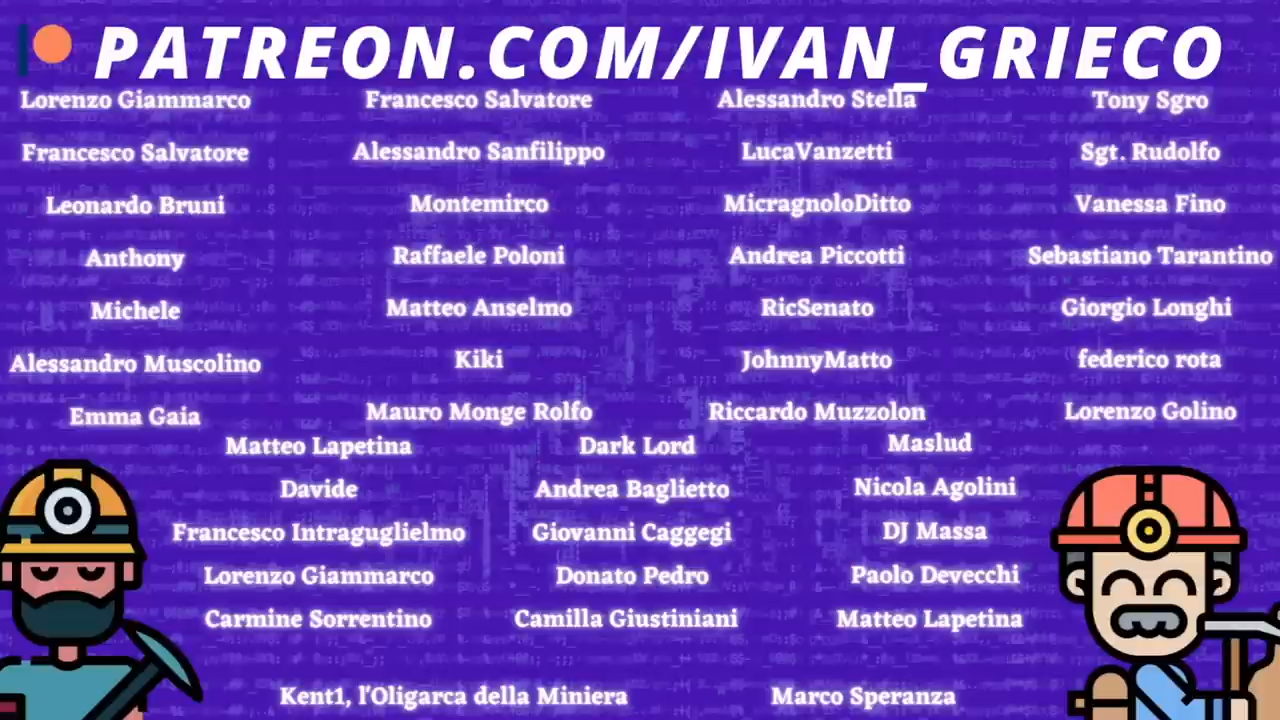 PATREON.COM/IVAN_GRIECO
Lorenzo Giammarco Francesco Salvatore Alessandro Stella Tony Sgro
Francesco Salvatore Alessandro Sanfilippo LucaVanzetti Sgt. Rudolfo
Leonardo Bruni Montemirco MicragnoloDitto Vanessa Fino
Anthony Raffaele Poloni Andrea Piccotti Sebastiano Tarantino
Michele Matteo Anselmo RicSenato Giorgio Longhi
Alessandro Muscolino Kiki JohnnyMatto federico rota
Emma Gaia Mauro Monge Rolfo Riccardo Muzzolon Lorenzo Golino
Matteo Lapetina Dark Lord Maslud
Davide Andrea Baglietto Nicola Agolini
Francesco Intraguglielmo Giovanni Caggegi DJ Massa
Lorenzo Giammarco Donato Pedro Paolo Devecchi
Carmine Sorrentino Camilla Giustiniani Matteo Lapetina
Kent1, l'Oligarca della Miniera Marco Speranza